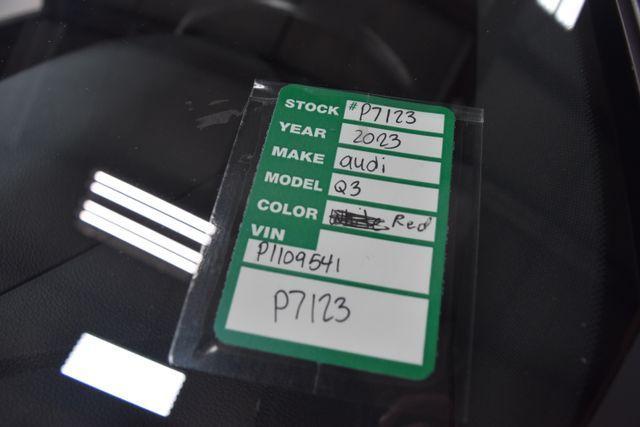 STOCK #P7123
YEAR 2023
MAKE audi
MODEL Q3
COLOR Red
VIN
P1109541
P7123